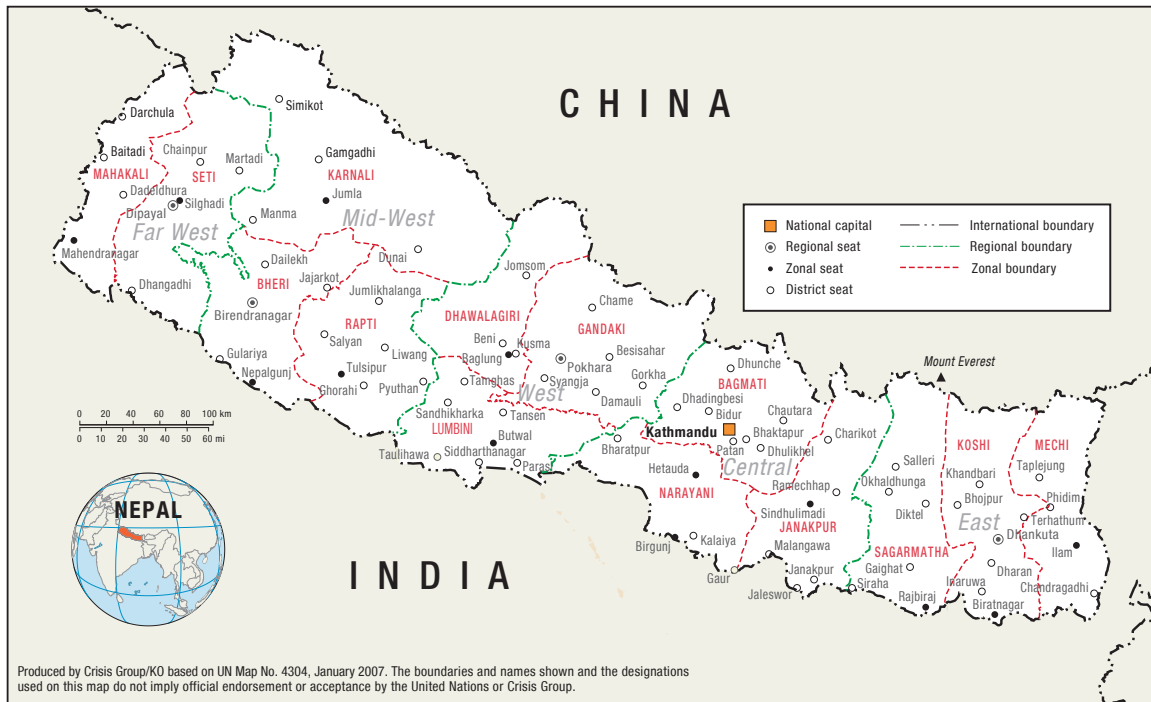 CHINA
Simikot
Darchula
Chainpur
Baitadi
Martadi
Gamgadhi
MAHAKALI
SETI
KARNALI
Dadeldhura
Silghadi
Jumla
Dipayal
Manma
Mid-West
Far West
Mahendranagar
Dailekh
Dunai
Jomsom
Dhangadhi
BHERI
Jajarkot
Jumlikhalanga
Chame
Birendranagar
RAPTI
DHAWALAGIRI
GANDAKI
Salyan
Beni
Kusma
Liwang
Baglung
Besisahar
Gulariya
Tulsipur
Pokhara
Nepalgunj
Ghorahi
Pyuthan
Tamghas
Syangja
Gorkha
West
Damauli
Sandhikharka
Tansen
LUMBINI
Butwal
Taulihawa
Siddharthanagar
Parasi
Bharatpur
National capital
Regional seat
Zonal seat
District seat
International boundary
Regional boundary
Zonal boundary
Mount Everest
Dhunche
BAGMATI
Dhadingbesi
Bidur
Chautara
Kathmandu
Bhaktapur
Patan
Dhulikhel
Charikot
Central
Hetauda
NARAYANI
Ramechhap
Sindhulimadi
JANAKPUR
Birgunj
Kalaiya
Malangawa
Gaur
Janakpur
Jaleswor
Siraha
KOSHI
MECHI
Salleri
Khandbari
Taplejung
Okhaldhunga
Bhojpur
Phidim
Diktel
East
Terhathum
Dhankuta
SAGARMATHA
Ilam
Gaighat
Dharan
Inaruwa
Chandragadhi
Rajbiraj
Biratnagar
0 20 40 60 80 100 km
0 10 20 30 40 50 60 mi
NEPAL
INDIA
Produced by Crisis Group/KO based on UN Map No. 4304, January 2007. The boundaries and names shown and the designations
used on this map do not imply official endorsement or acceptance by the United Nations or Crisis Group.